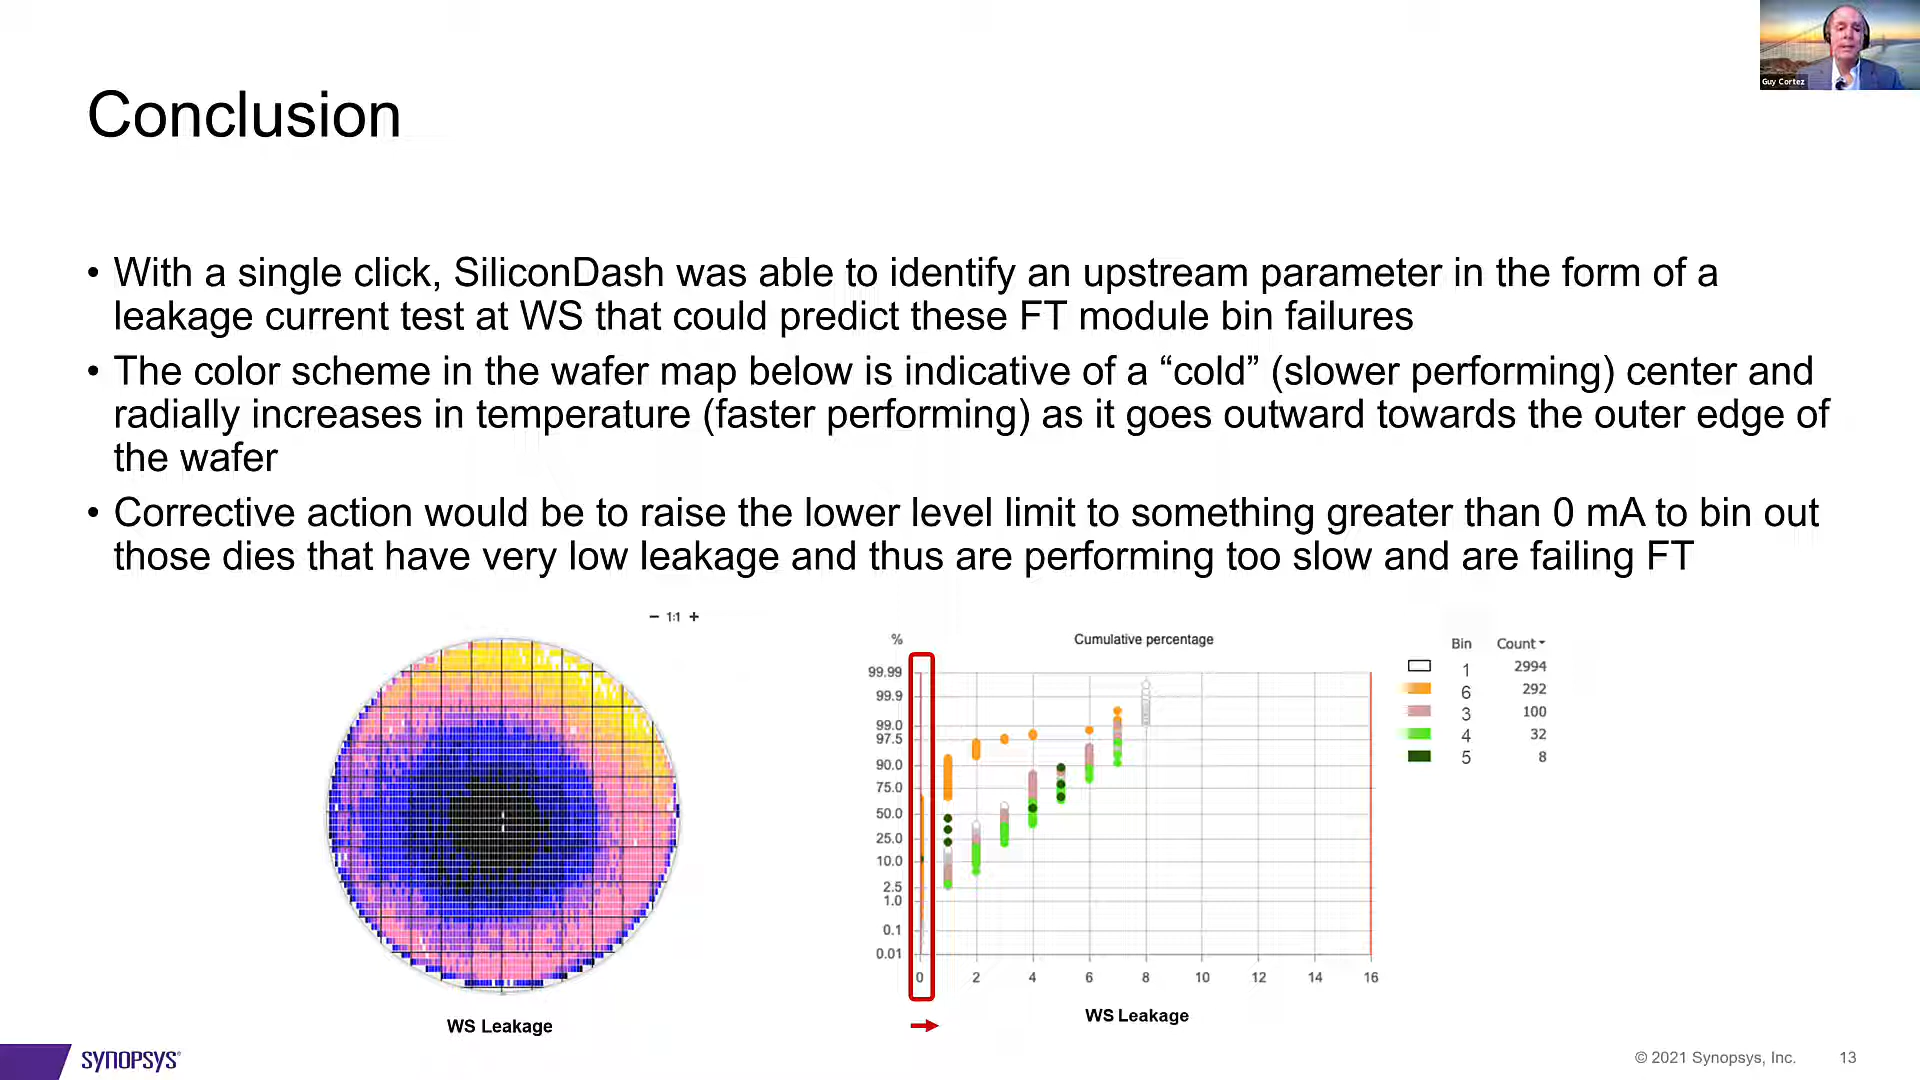 Guy Cortez
Conclusion
• With a single click, SiliconDash was able to identify an upstream parameter in the form of a
leakage current test at WS that could predict these FT module bin failures
• The color scheme in the wafer map below is indicative of a “cold” (slower performing) center and
radially increases in temperature (faster performing) as it goes outward towards the outer edge of
the wafer
• Corrective action would be to raise the lower level limit to something greater than 0 mA to bin out
those dies that have very low leakage and thus are performing too slow and are failing FT
− 1:1 +
WS Leakage
% Cumulative percentage
99.99
99.9
99.0
97.5
90.0
75.0
50.0
25.0
10.0
2.5
1.0
0.1
0.01
0 2 4 6 8 10 12 14 16
WS Leakage
Bin Count
1 2994
6 292
3 100
4 32
5 8
SYNOPSYS®
© 2021 Synopsys, Inc. 13